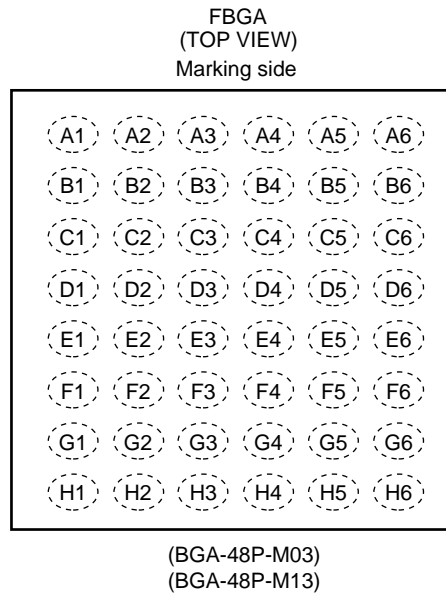 FBGA
(TOP VIEW)
Marking side
A1 A2 A3 A4 A5 A6
B1 B2 B3 B4 B5 B6
C1 C2 C3 C4 C5 C6
D1 D2 D3 D4 D5 D6
E1 E2 E3 E4 E5 E6
F1 F2 F3 F4 F5 F6
G1 G2 G3 G4 G5 G6
H1 H2 H3 H4 H5 H6
(BGA-48P-M03)
(BGA-48P-M13)